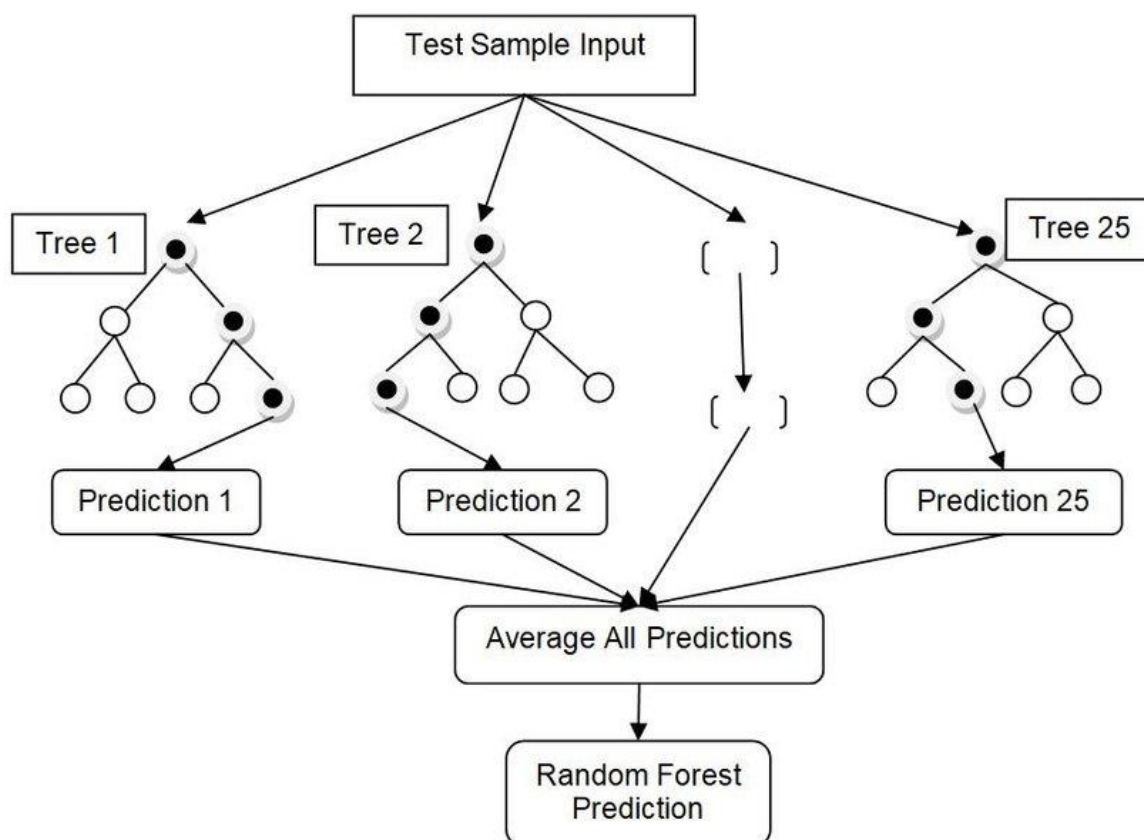 Test Sample Input
Tree 1
Tree 2
Tree 25
Prediction 1
Prediction 2
Prediction 25
Average All Predictions
Random Forest
Prediction